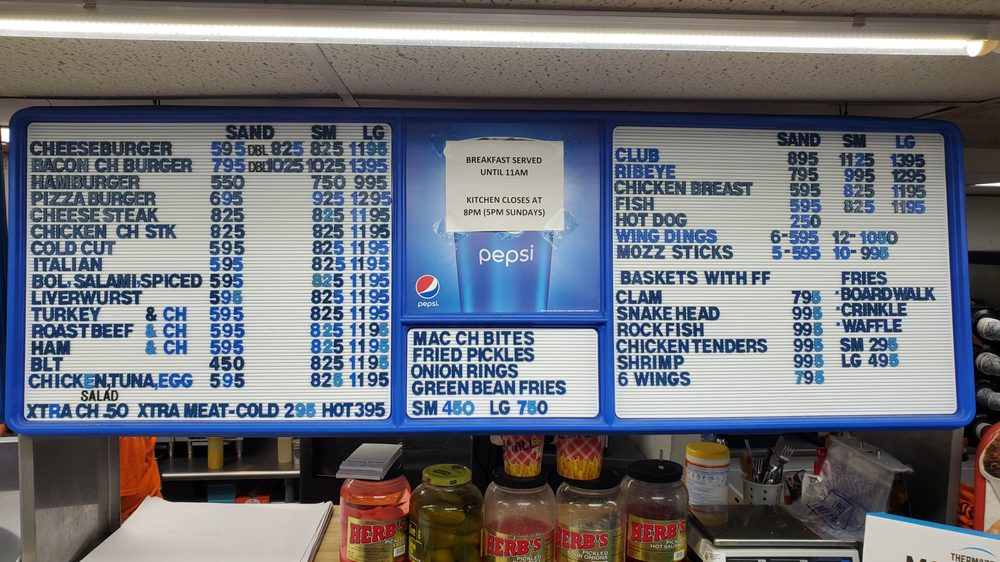 SAND SM LG
CHEESEBURGER 595 DBL 825 825 1195
BACON CH BURGER 795 DBL 1025 1025 1395
HAMBURGER 550 750 995
PIZZA BURGER 695 925 1295
CHEESE STEAK 825 825 1195
CHICKEN CH STK 825 825 1195
COLD CUT 595 825 1195
ITALIAN 595 825 1195
BOL, SALAMI, SPICED 595 825 1195
LIVERWURST 595 825 1195
TURKEY & CH 595 825 1195
ROAST BEEF & CH 595 825 1195
HAM & CH 595 825 1195
BLT 450 825 1195
CHICKEN, TUNA, EGG 595 825 1195
SALAD
XTRA CH .50 XTRA MEAT-COLD 295 HOT 395
BREAKFAST SERVED
UNTIL 11AM
KITCHEN CLOSES AT
8PM (5PM SUNDAYS)
pepsi
pepsi
MAC CH BITES
FRIED PICKLES
ONION RINGS
GREEN BEAN FRIES
SM 450 LG 750
SAND SM LG
CLUB 895 1125 1395
RIBEYE 795 995 1295
CHICKEN BREAST 595 825 1195
FISH 595 825 1195
HOT DOG 250
WING DINGS 6-595 12-1050
MOZZ STICKS 5-595 10-995
BASKETS WITH FF FRIES
CLAM 795 •BOARDWALK
SNAKE HEAD 995 •CRINKLE
ROCKFISH 995 •WAFFLE
CHICKEN TENDERS 995 SM 295
SHRIMP 995 LG 495
6 WINGS 795
HERB'S
HERB'S
HERB'S
PICKLED
SOUR ONIONS
HERB'S
PICKLED
HOT SAUSAGE